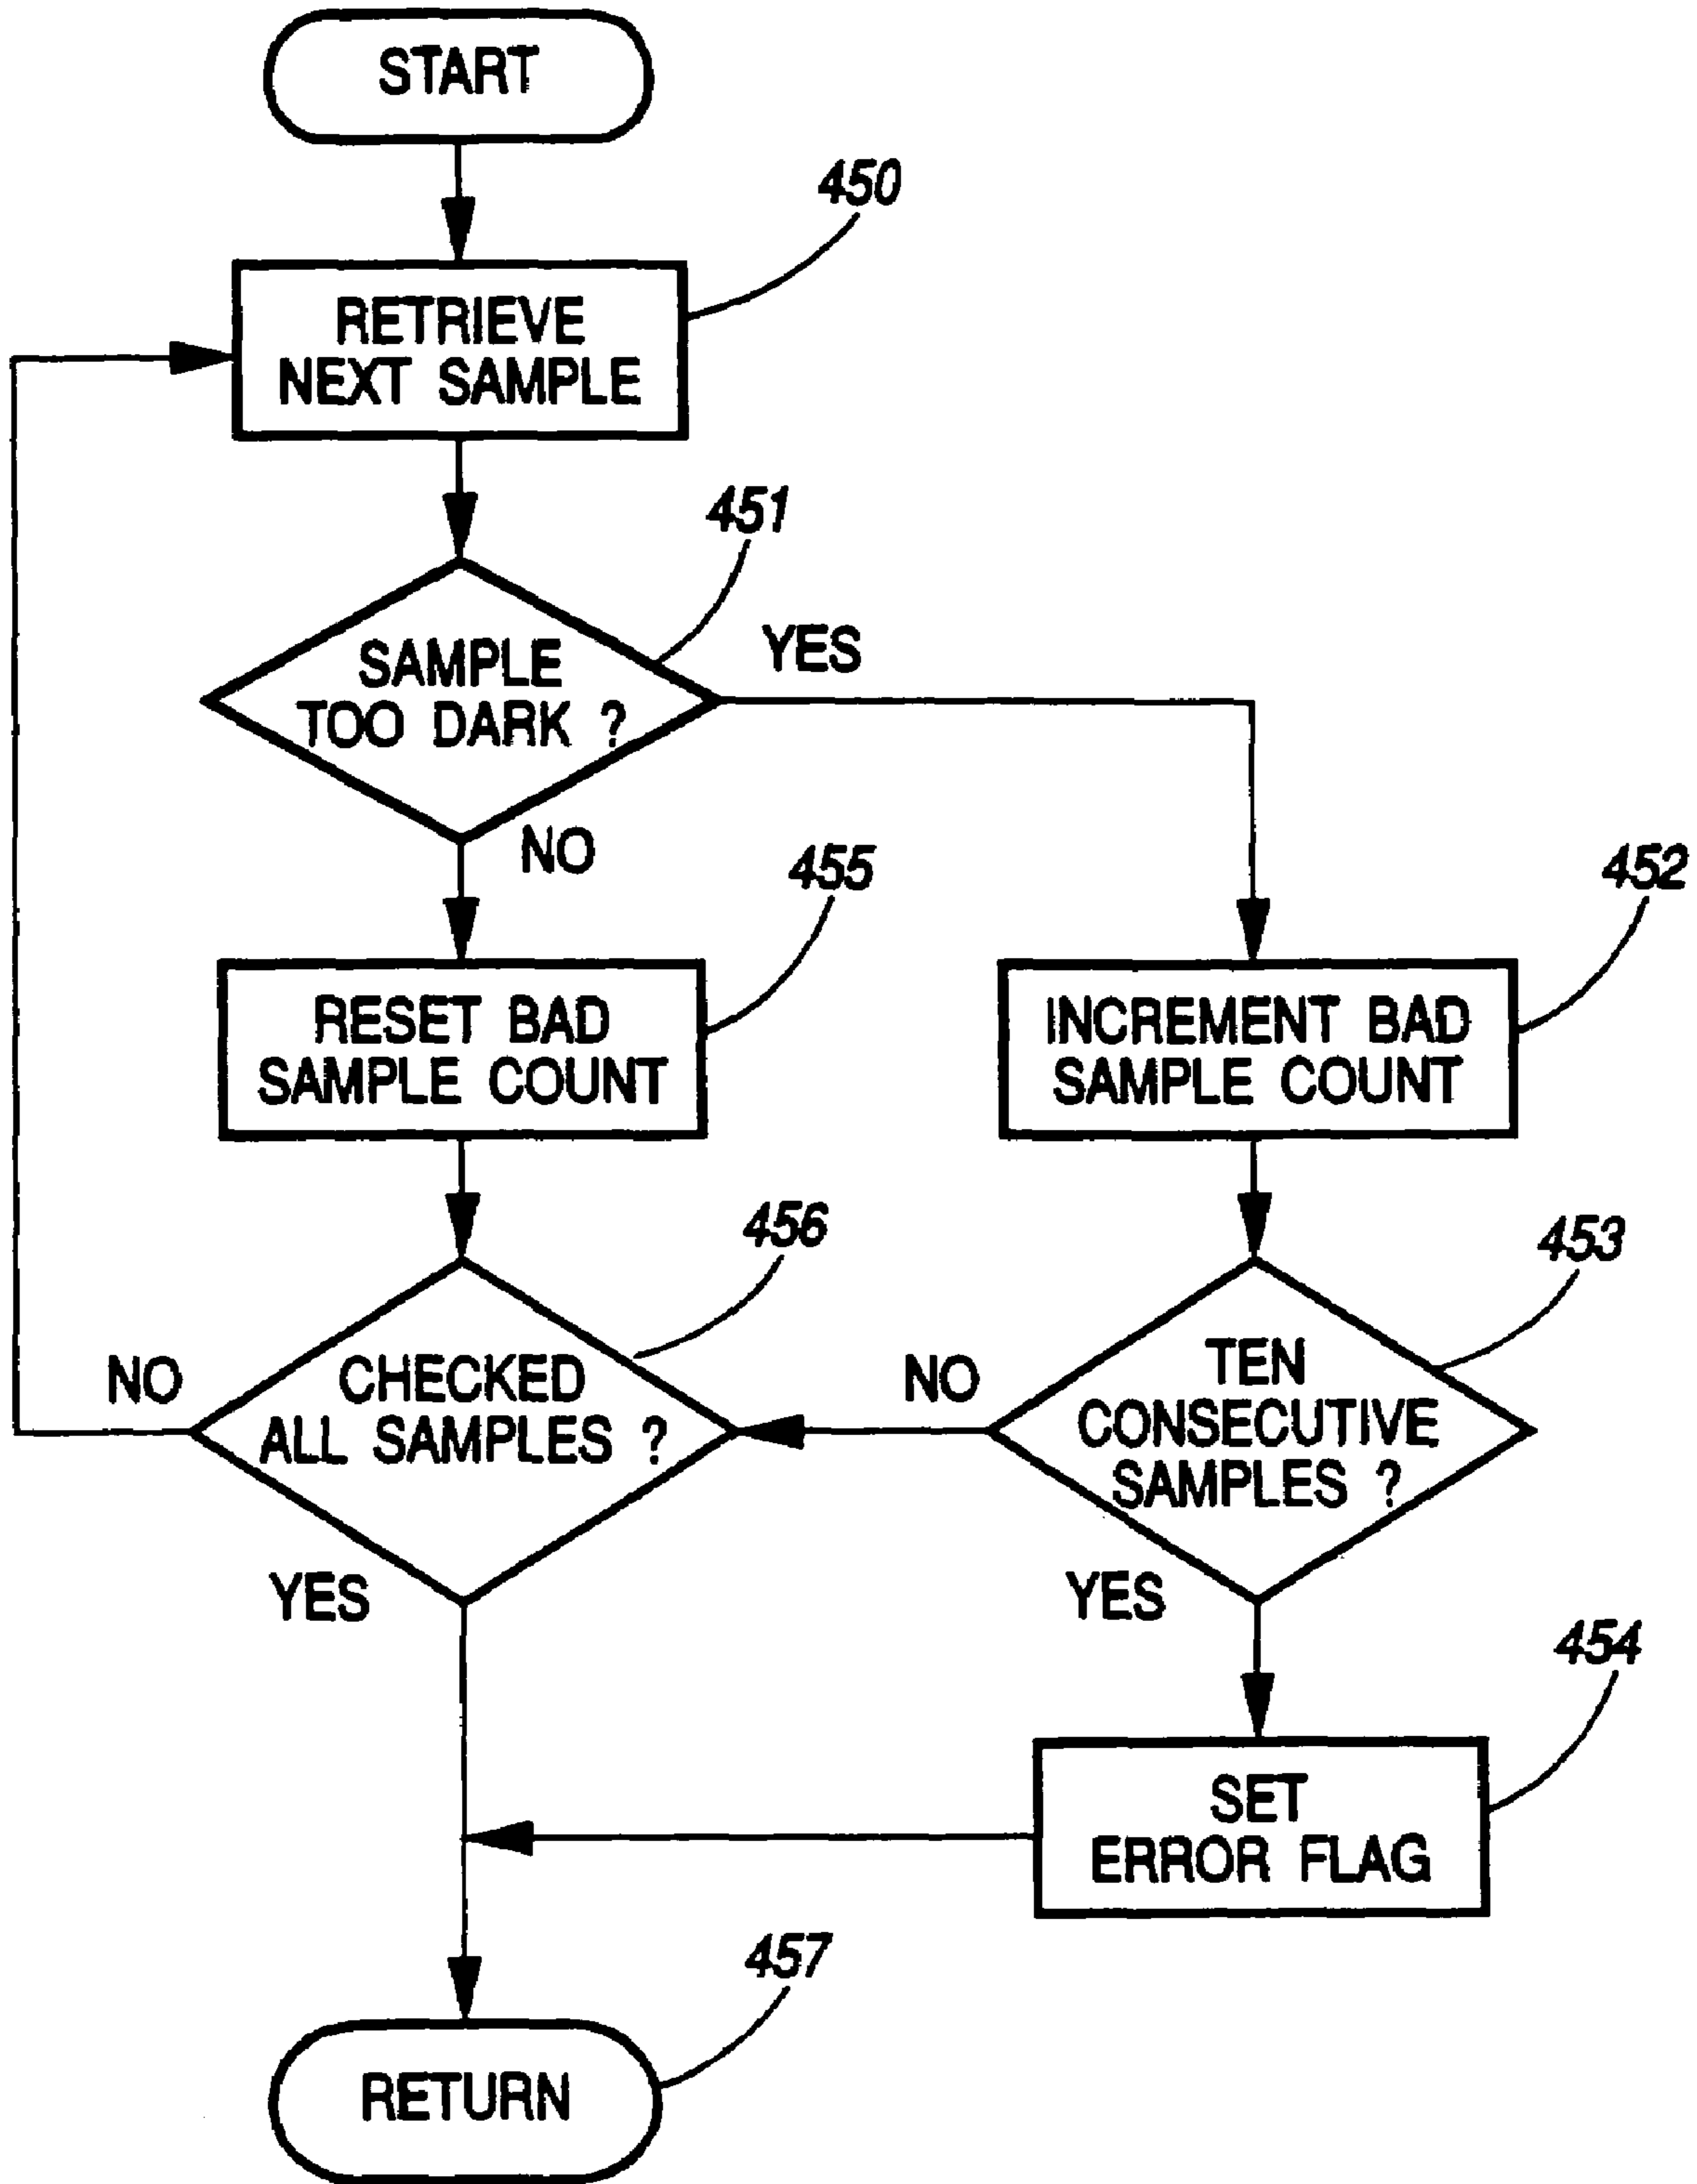 START
450
RETRIEVE
NEXT SAMPLE
451
SAMPLE
TOO DARK ?
YES
NO
455
452
RESET BAD
SAMPLE COUNT
INCREMENT BAD
SAMPLE COUNT
456
453
NO
CHECKED
ALL SAMPLES ?
NO
TEN
CONSECUTIVE
SAMPLES ?
YES
YES
454
SET
ERROR FLAG
457
RETURN